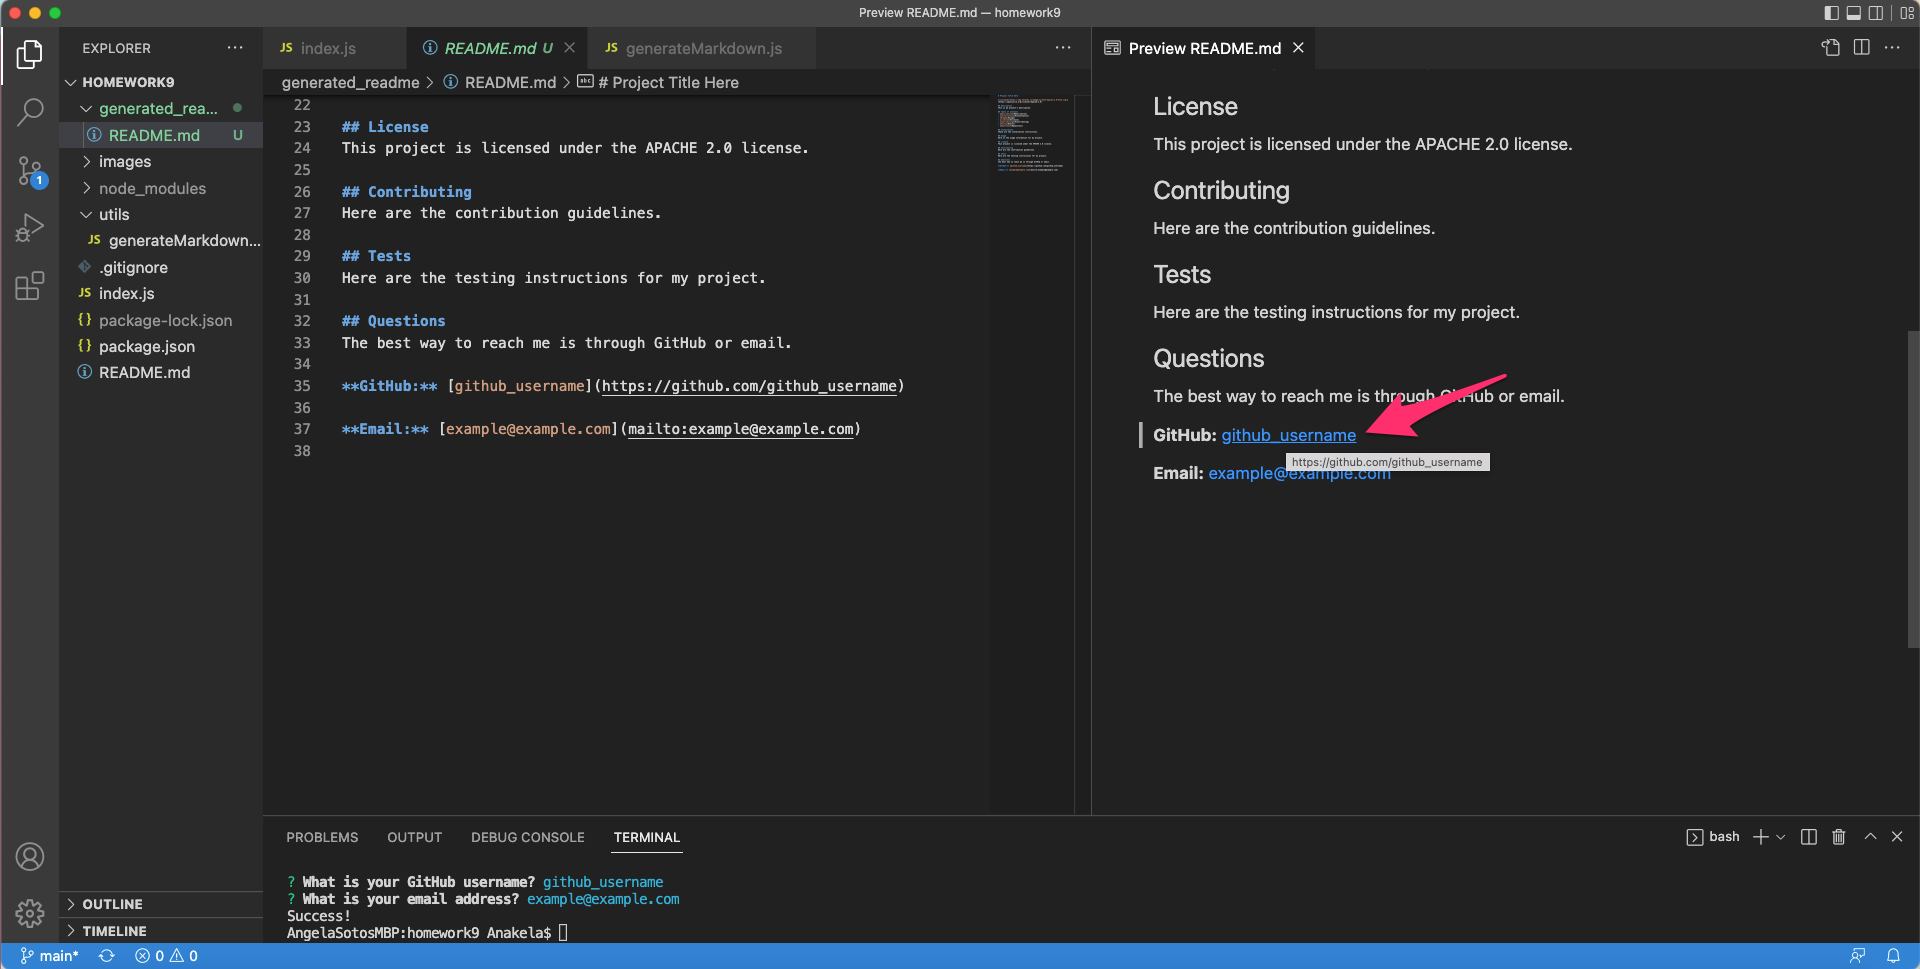 Preview README.md — homework9
EXPLORER
HOMEWORK9
generated_rea...
README.md U
images
node_modules
utils
JS generateMarkdown...
.gitignore
JS index.js
{} package-lock.json
{} package.json
README.md
OUTLINE
TIMELINE
1
JS index.js
README.md U
JS generateMarkdown.js
generated_readme > README.md > abc # Project Title Here
22
23 ## License
24 This project is licensed under the APACHE 2.0 license.
25
26 ## Contributing
27 Here are the contribution guidelines.
28
29 ## Tests
30 Here are the testing instructions for my project.
31
32 ## Questions
33 The best way to reach me is through GitHub or email.
34
35 **GitHub:** [github_username](https://github.com/github_username)
36
37 **Email:** [example@example.com](mailto:example@example.com)
38
Preview README.md
License
This project is licensed under the APACHE 2.0 license.
Contributing
Here are the contribution guidelines.
Tests
Here are the testing instructions for my project.
Questions
The best way to reach me is through GitHub or email.
GitHub: github_username
https://github.com/github_username
Email: example@example.com
PROBLEMS OUTPUT DEBUG CONSOLE TERMINAL
bash
? What is your GitHub username? github_username
? What is your email address? example@example.com
Success!
AngelaSotosMBP:homework9 Anakela$
main* 0 0